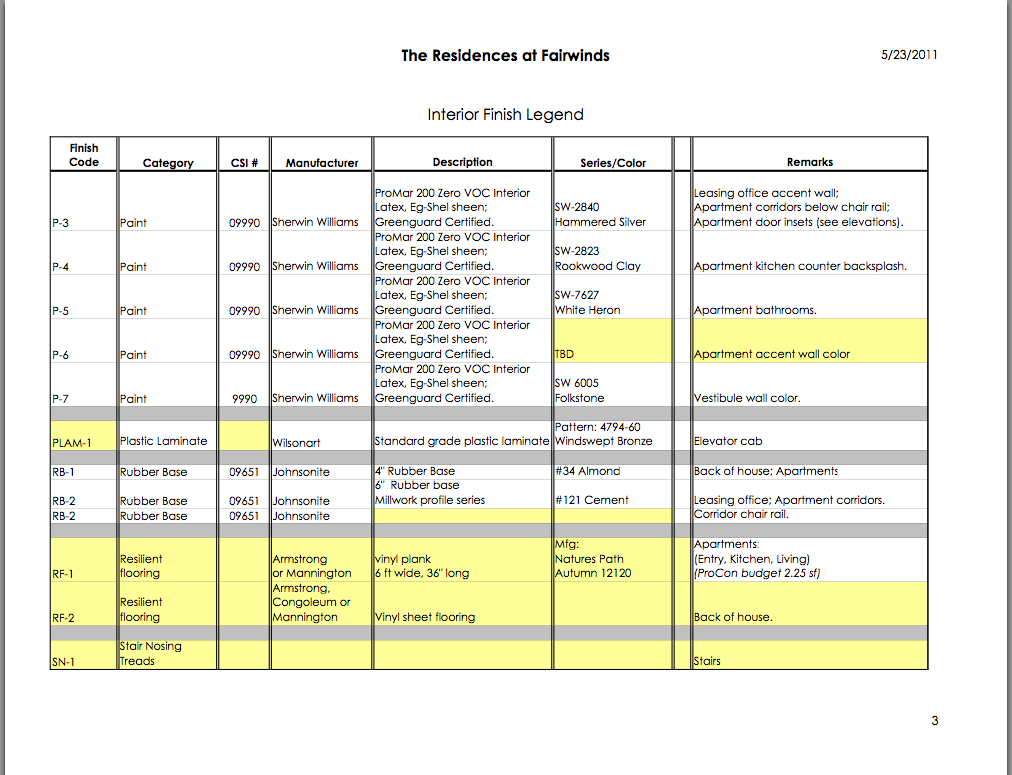 The Residences at Fairwinds
5/23/2011
Interior Finish Legend
Finish
Code Category CSI # Manufacturer Description Series/Color Remarks
ProMar 200 Zero VOC Interior Leasing office accent wall;
Latex, Eg-Shel sheen; SW-2840 Apartment corridors below chair rail;
P-3 Paint 09990 Sherwin Williams Greenguard Certified. Hammered Silver Apartment door insets (see elevations).
ProMar 200 Zero VOC Interior
Latex, Eg-Shel sheen; SW-2823
P-4 Paint 09990 Sherwin Williams Greenguard Certified. Rookwood Clay Apartment kitchen counter backsplash.
ProMar 200 Zero VOC Interior
Latex, Eg-Shel sheen; SW-7627
P-5 Paint 09990 Sherwin Williams Greenguard Certified. White Heron Apartment bathrooms.
ProMar 200 Zero VOC Interior
Latex, Eg-Shel sheen;
P-6 Paint 09990 Sherwin Williams Greenguard Certified. TBD Apartment accent wall color
ProMar 200 Zero VOC Interior
Latex, Eg-Shel sheen; SW 6005
P-7 Paint 9990 Sherwin Williams Greenguard Certified. Folkstone Vestibule wall color.
Pattern: 4794-60
PLAM-1 Plastic Laminate Wilsonart Standard grade plastic laminate Windswept Bronze Elevator cab
RB-1 Rubber Base 09651 Johnsonite 4" Rubber Base #34 Almond Back of house; Apartments
6" Rubber base
RB-2 Rubber Base 09651 Johnsonite Millwork profile series #121 Cement Leasing office; Apartment corridors.
RB-2 Rubber Base 09651 Johnsonite Corridor chair rail.
Mfg: Apartments:
Resilient Armstrong vinyl plank Natures Path (Entry, Kitchen, Living)
RF-1 flooring or Mannington 6 ft wide, 36" long Autumn 12120 (ProCon budget 2.25 sf)
Armstrong,
Resilient Congoleum or
RF-2 flooring Mannington Vinyl sheet flooring Back of house.
Stair Nosing
SN-1 Treads Stairs
3